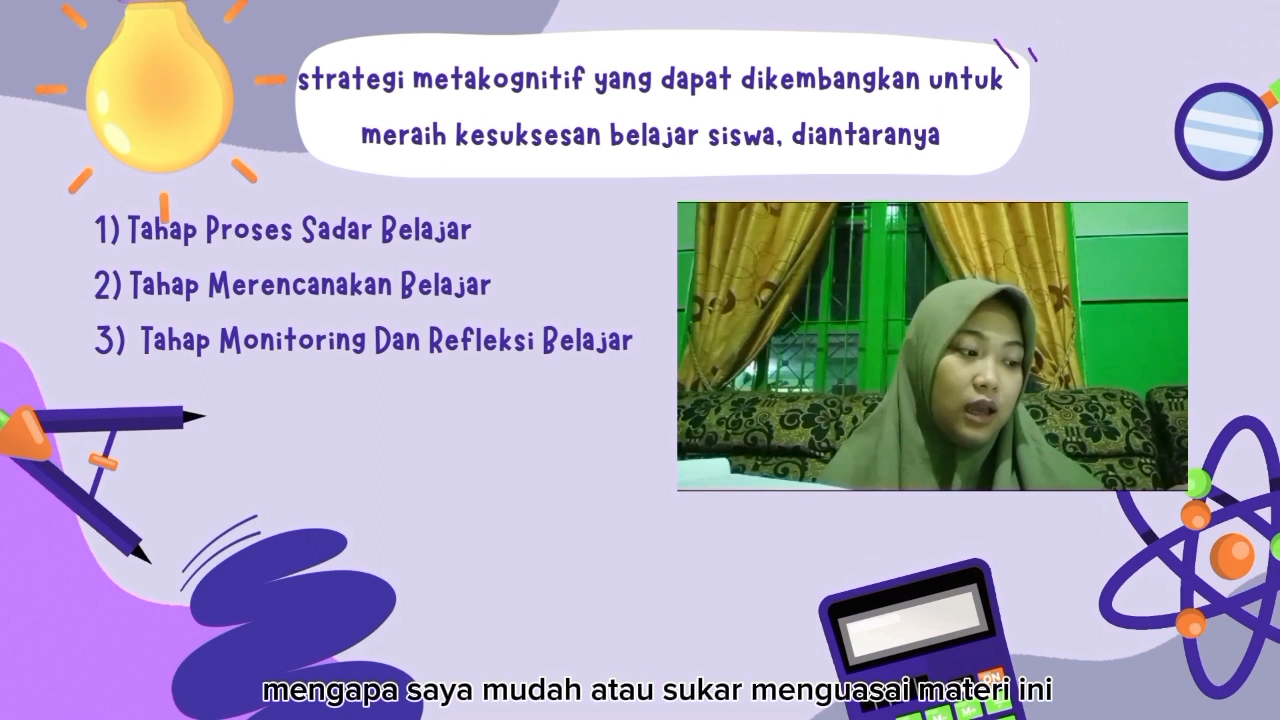 strategi metakognitif yang dapat dikembangkan untuk
meraih kesuksesan belajar siswa, diantaranya
1) Tahap Proses Sadar Belajar
2) Tahap Merencanakan Belajar
3) Tahap Monitoring Dan Refleksi Belajar
ON
mengapa saya mudah atau sukar menguasai materi ini